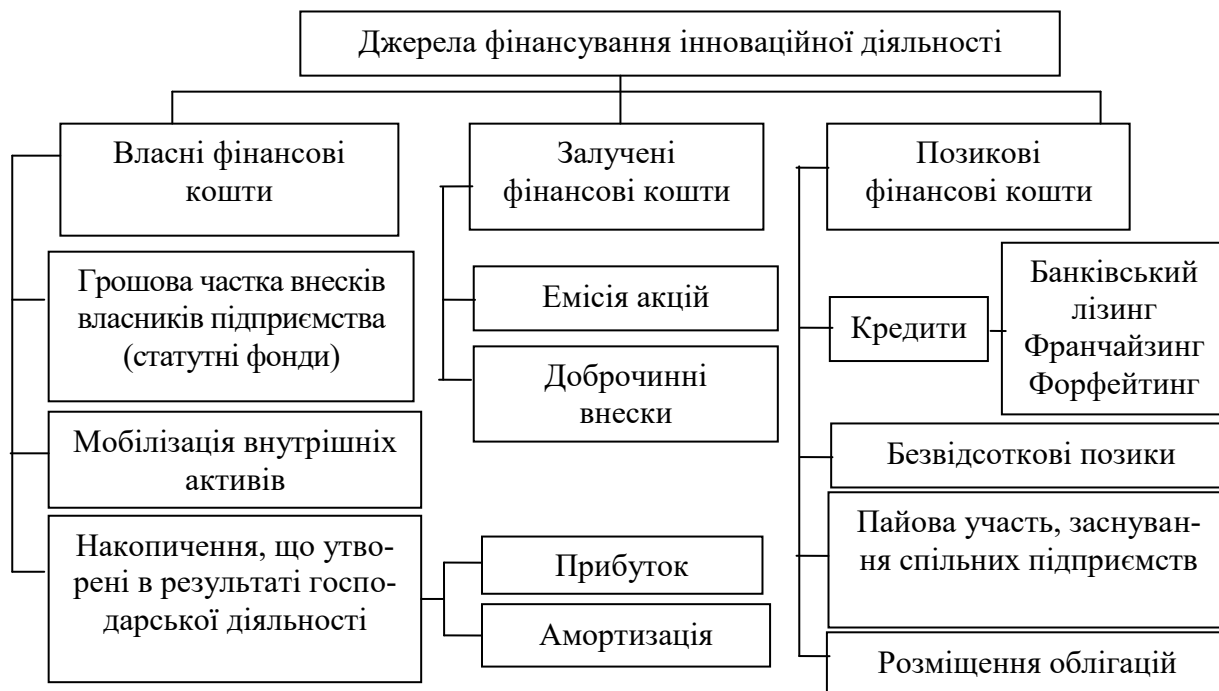 Джерела фінансування інноваційної діяльності
Власні фінансові
кошти
Грошова частка внесків
власників підприємства
(статутні фонди)
Мобілізація внутрішніх
активів
Накопичення, що утво-
рені в результаті госпо-
дарської діяльності
Прибуток
Амортизація
Залучені
фінансові кошти
Емісія акцій
Доброчинні
внески
Позикові
фінансові кошти
Кредити
Банківський
лізинг
Франчайзинг
Форфейтинг
Безвідсоткові позики
Пайова участь, заснуван-
ня спільних підприємств
Розміщення облігацій